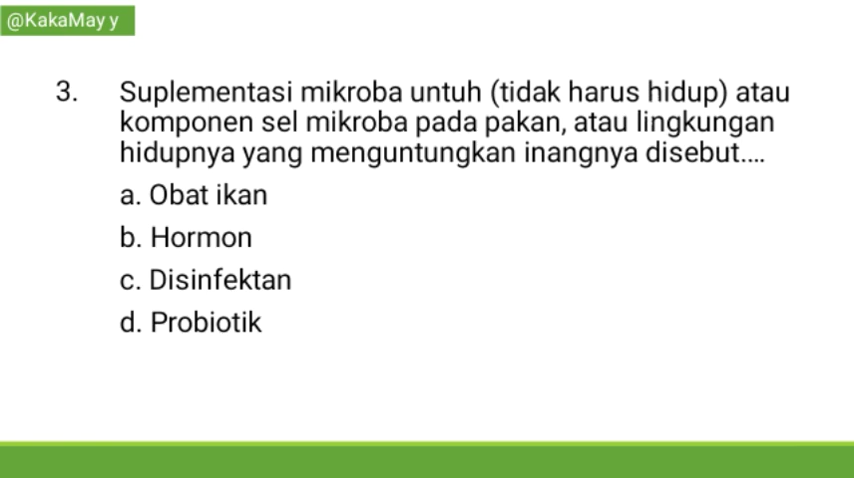 @KakaMay y
3. Suplementasi mikroba untuh (tidak harus hidup) atau
komponen sel mikroba pada pakan, atau lingkungan
hidupnya yang menguntungkan inangnya disebut....
a. Obat ikan
b. Hormon
c. Disinfektan
d. Probiotik